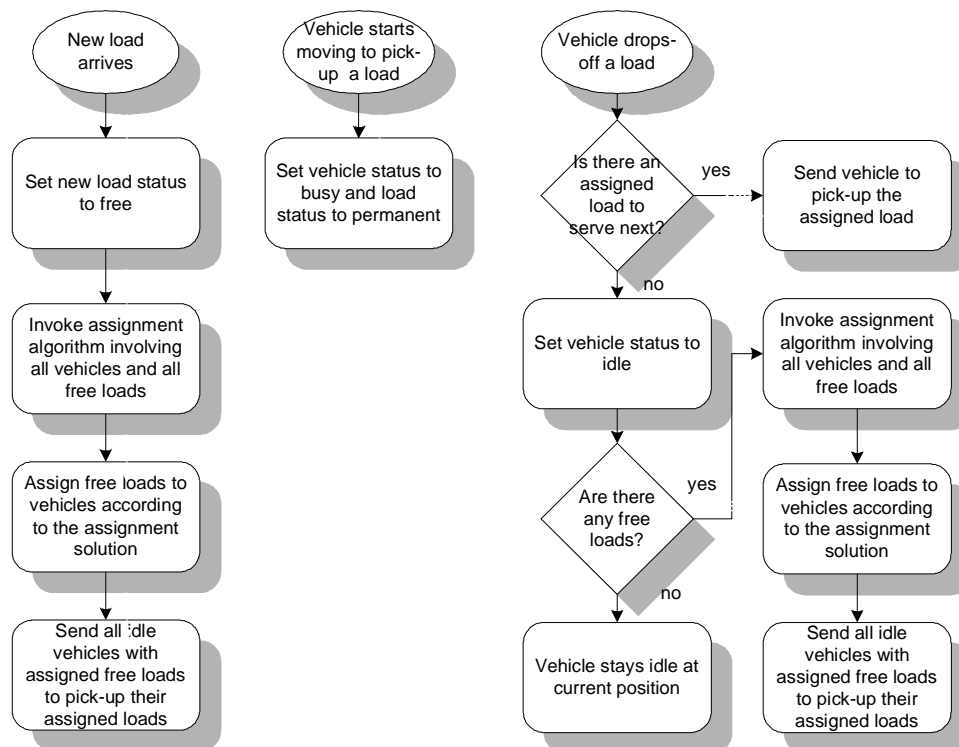 New load
arrives
Set new load status
to free
Invoke assignment
algorithm involving
all vehicles and all
free loads
Assign free loads to
vehicles according
to the assignment
solution
Send all idle
vehicles with
assigned free loads
to pick-up their
assigned loads
Vehicle starts
moving to pick-
up a load
Set vehicle status to
busy and load
status to permanent
Vehicle drops-
off a load
Is there an
assigned
load to
serve next?
yes
Send vehicle to
pick-up the
assigned load
no
Set vehicle status to
idle
Are there
any free
loads?
yes
Invoke assignment
algorithm involving
all vehicles and all
free loads
Assign free loads to
vehicles according
to the assignment
solution
Send all idle
vehicles with
assigned free loads
to pick-up their
assigned loads
no
Vehicle stays idle at
current position